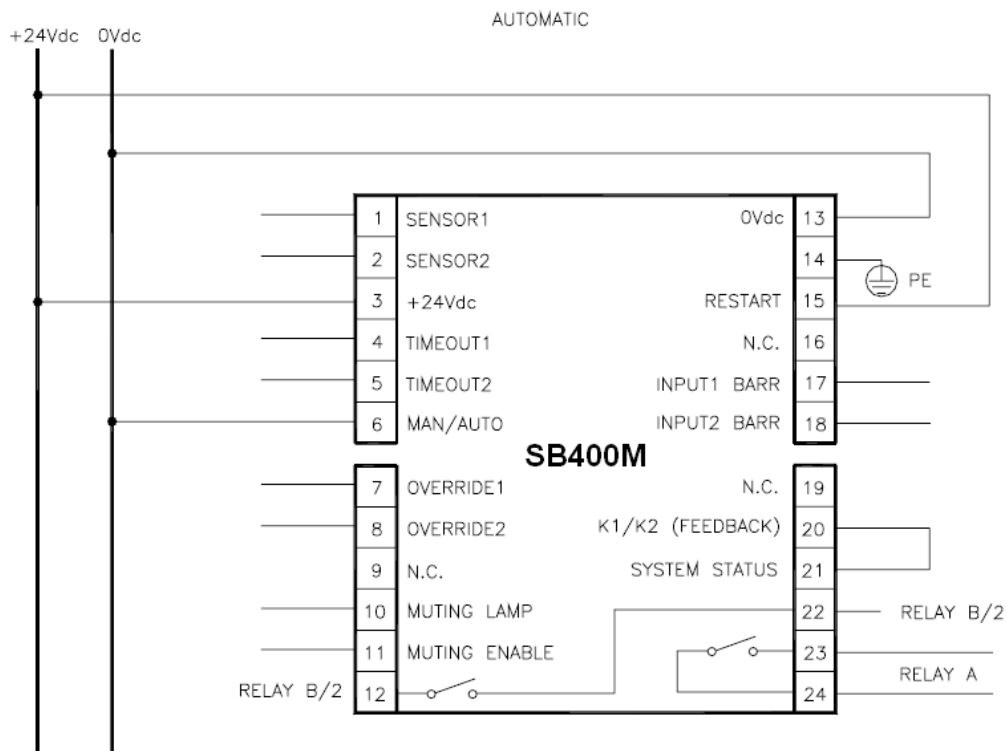 AUTOMATIC
+24Vdc 0Vdc
1 SENSOR1 0Vdc 13
2 SENSOR2 14 PE
3 +24Vdc RESTART 15
4 TIMEOUT1 N.C. 16
5 TIMEOUT2 INPUT1 BARR 17
6 MAN/AUTO INPUT2 BARR 18
SB400M
7 OVERRIDE1 N.C. 19
8 OVERRIDE2 K1/K2 (FEEDBACK) 20
9 N.C. SYSTEM STATUS 21
10 MUTING LAMP 22 RELAY B/2
11 MUTING ENABLE 23
RELAY A
RELAY B/2 12 24